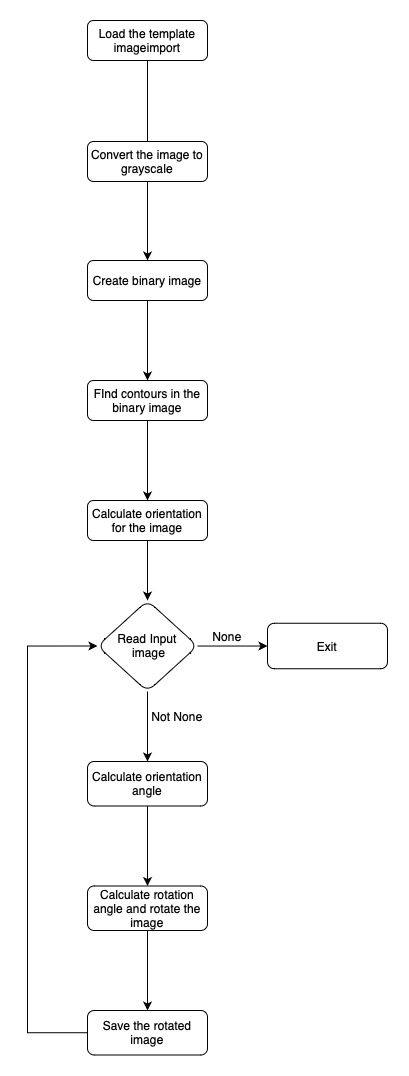 Load the template
imageimport
Convert the image to
grayscale
Create binary image
FInd contours in the
binary image
Calculate orientation
for the image
Read Input
image
None
Exit
Not None
Calculate orientation
angle
Calculate rotation
angle and rotate the
image
Save the rotated
image